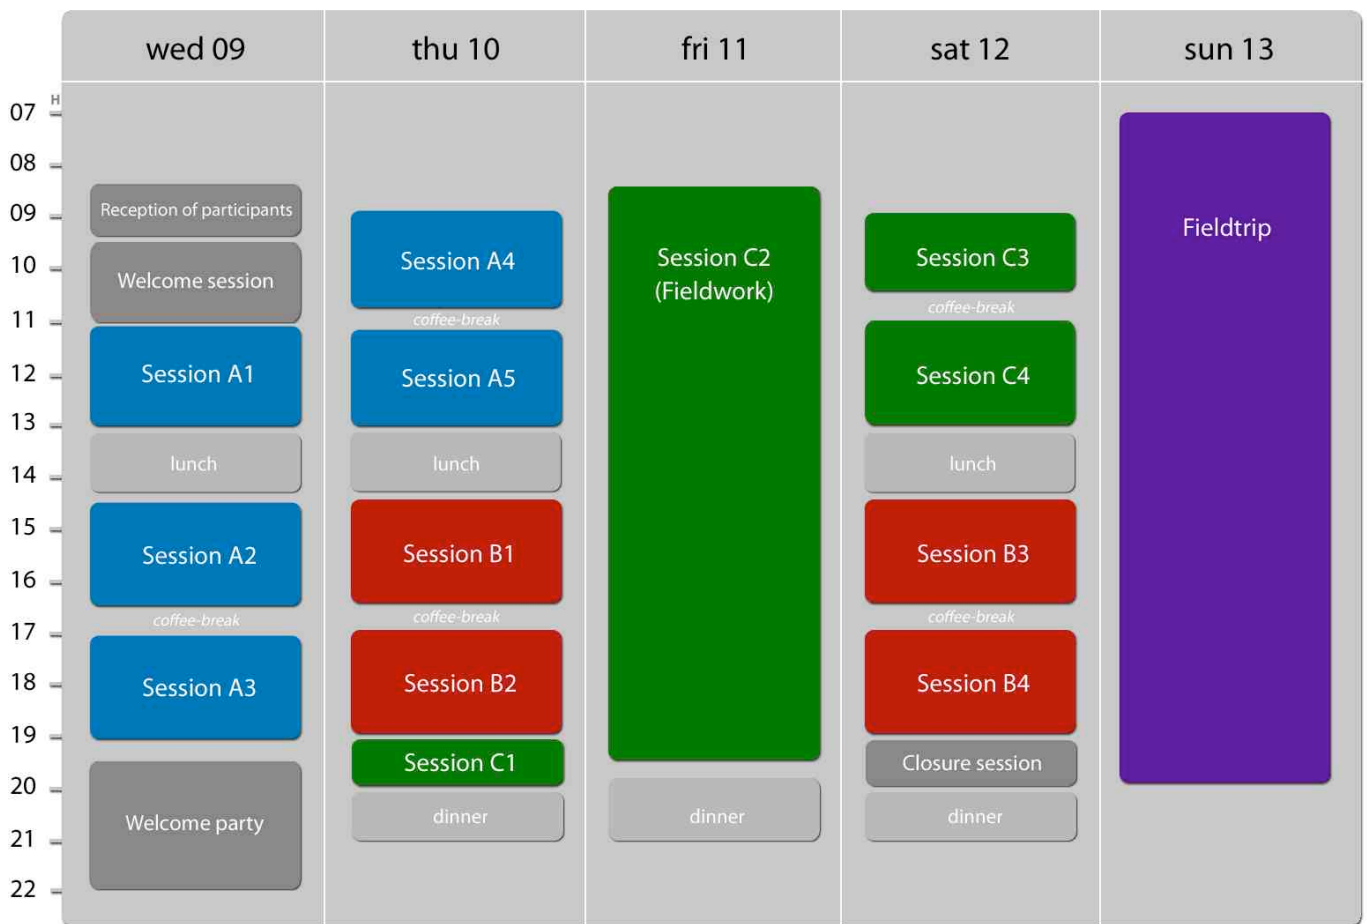 wed 09
thu 10
fri 11
sat 12
sun 13
H
07
08
09
10
11
12
13
14
15
16
17
18
19
20
21
22
Reception of participants
Welcome session
Session A1
lunch
Session A2
coffee-break
Session A3
Welcome party
Session A4
coffee-break
Session A5
lunch
Session B1
coffee-break
Session B2
Session C1
dinner
Session C2
(Fieldwork)
dinner
Session C3
coffee-break
Session C4
lunch
Session B3
coffee-break
Session B4
Closure session
dinner
Fieldtrip